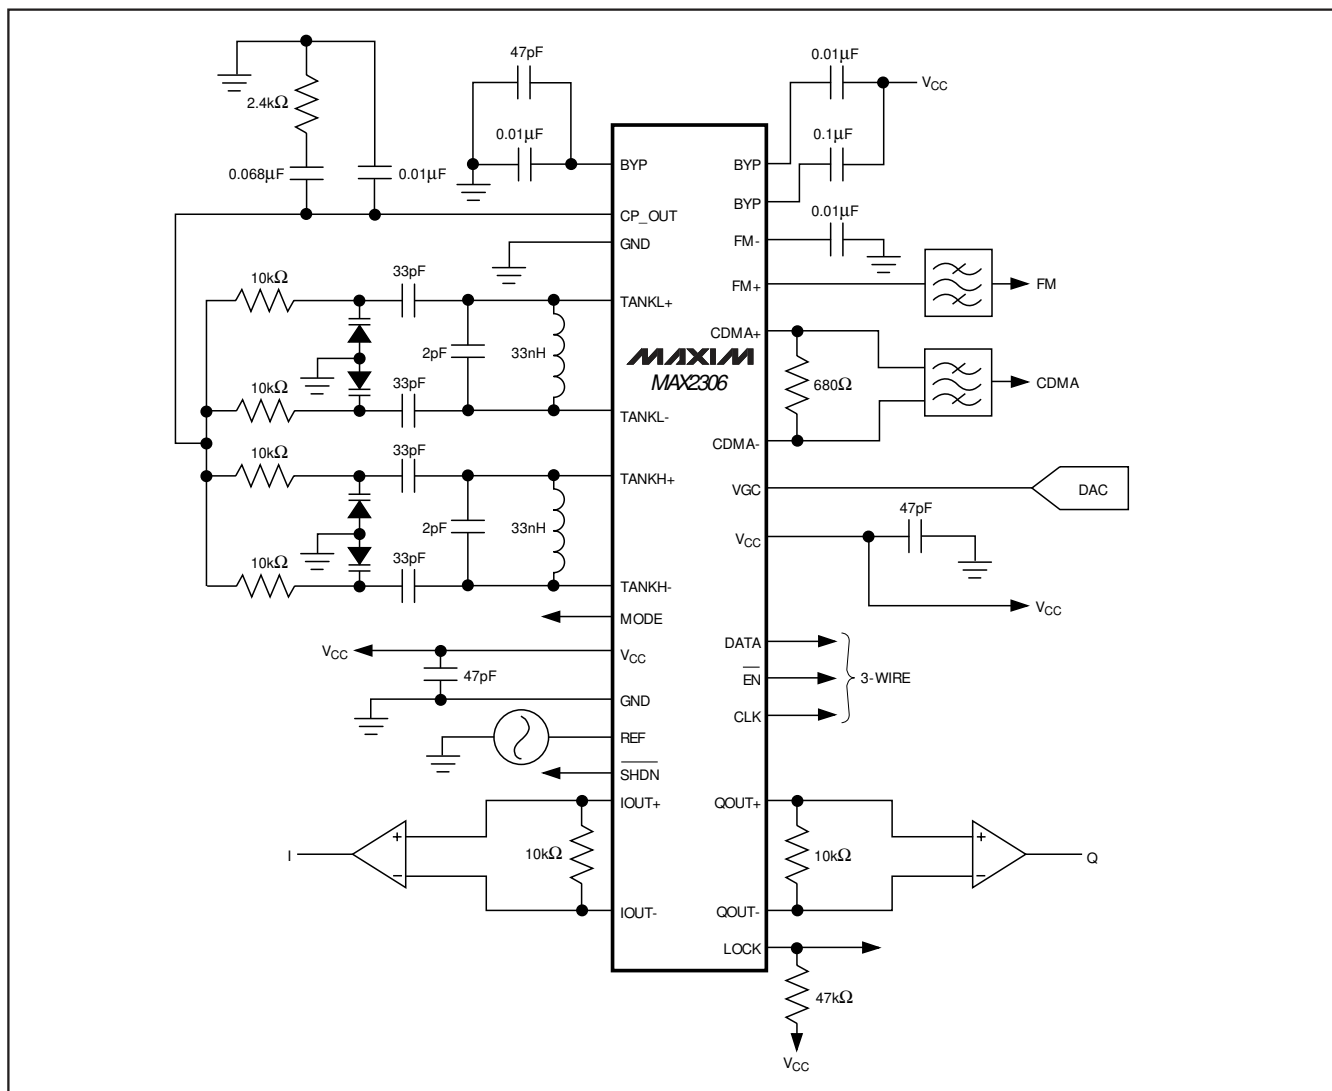 47pF
0.01µF
VCC
2.4kΩ
0.01µF
0.1µF
0.068µF
0.01µF
BYP
BYP
BYP
0.01µF
CP_OUT
GND
FM-
10kΩ
33pF
FM+
FM
TANKL+
CDMA+
2pF
33nH
MAXIM
MAX2306
680Ω
CDMA
10kΩ
33pF
TANKL-
CDMA-
10kΩ
33pF
TANKH+
VGC
DAC
47pF
2pF
33nH
VCC
10kΩ
33pF
TANKH-
VCC
MODE
DATA
VCC
VCC
47pF
EN
3-WIRE
GND
CLK
REF
SHDN
IOUT+
QOUT+
+
+
I
10kΩ
10kΩ
Q
−
−
IOUT-
QOUT-
LOCK
47kΩ
VCC